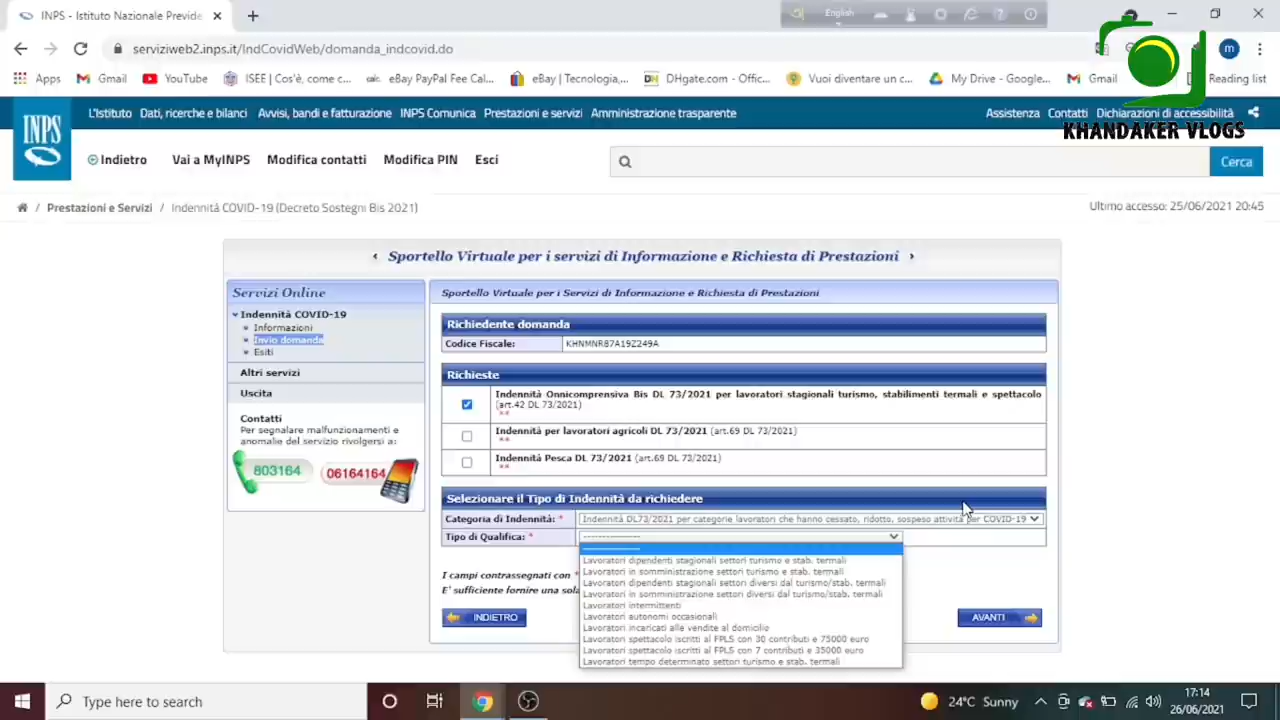 INPS - Istituto Nazionale Previde
English
serviziweb2.inps.it/IndCovidWeb/domanda_indcovid.do
m
Apps
Gmail
YouTube
ISEE | Cos'è, come c...
eBay PayPal Fee Cal...
eBay | Tecnologia,...
DHgate.com - Offic...
Vuoi diventare un c...
My Drive - Google...
Gmail
Reading list
KHANDAKER VLOGS
INPS
L'Istituto Dati, ricerche e bilanci Avvisi, bandi e fatturazione INPS Comunica Prestazioni e servizi Amministrazione trasparente
Assistenza Contatti Dichiarazioni di accessibilità
Indietro Vai a MyINPS Modifica contatti Modifica PIN Esci
Cerca
/ Prestazioni e Servizi / Indennità COVID-19 (Decreto Sostegni Bis 2021)
Ultimo accesso: 25/06/2021 20:45
Sportello Virtuale per i servizi di Informazione e Richiesta di Prestazioni
Servizi Online
Indennità COVID-19
Informazioni
Invio domanda
Esiti
Altri servizi
Uscita
Contatti
Per segnalare malfunzionamenti e
anomalie del servizio rivolgersi a:
803164 06164164
Sportello Virtuale per i Servizi di Informazione e Richiesta di Prestazioni
Richiedente domanda
Codice Fiscale: KHNMNR87A19Z249A
Richieste
Indennità Onnicomprensiva Bis DL 73/2021 per lavoratori stagionali turismo, stabilimenti termali e spettacolo
(art.42 DL 73/2021)
**
Indennità per lavoratori agricoli DL 73/2021 (art.69 DL 73/2021)
**
Indennità Pesca DL 73/2021 (art.69 DL 73/2021)
**
Selezionare il Tipo di Indennità da richiedere
Categoria di Indennità: * Indennità DL73/2021 per categorie lavoratori che hanno cessato, ridotto, sospeso attività per COVID-19
Tipo di Qualifica: * ----------------
----------------
Lavoratori dipendenti stagionali settori turismo e stab. termali
Lavoratori in somministrazione settori turismo e stab. termali
Lavoratori dipendenti stagionali settori diversi dal turismo/stab. termali
Lavoratori in somministrazione settori diversi dal turismo/stab. termali
Lavoratori intermittenti
Lavoratori autonomi occasionali
Lavoratori incaricati alle vendite al domicilio
Lavoratori spettacolo iscritti al FPLS con 30 contributi e 75000 euro
Lavoratori spettacolo iscritti al FPLS con 7 contributi e 35000 euro
Lavoratori tempo determinato settori turismo e stab. termali
I campi contrassegnati con *
E' sufficiente fornire una sola
INDIETRO
AVANTI
Type here to search
24°C Sunny
17:14
26/06/2021